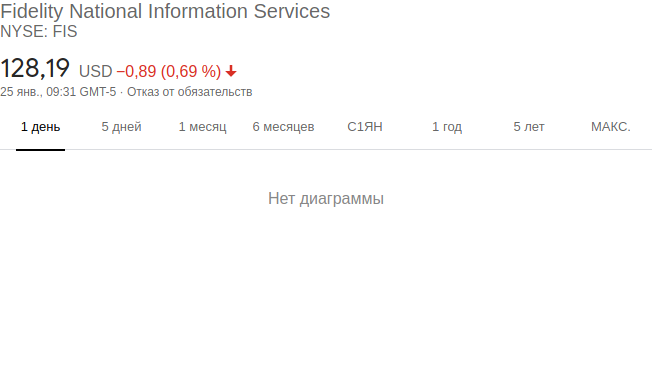 Fidelity National Information Services
NYSE: FIS
128,19 USD −0,89 (0,69 %)
25 янв., 09:31 GMT-5 · Отказ от обязательств
1 день 5 дней 1 месяц 6 месяцев С1ЯН 1 год 5 лет МАКС.
Нет диаграммы